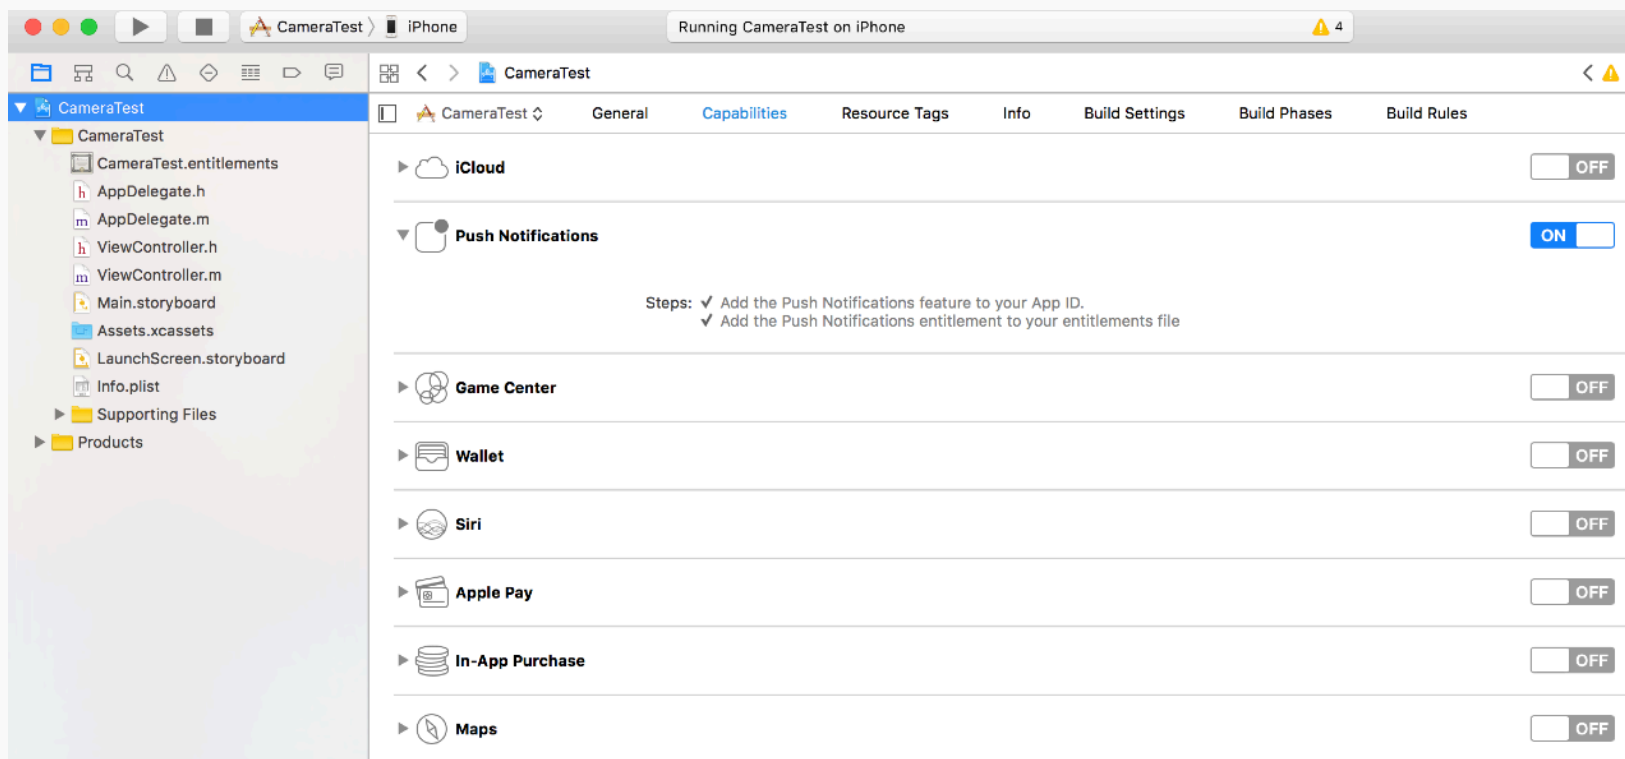 CameraTest
iPhone
Running CameraTest on iPhone
4
CameraTest
CameraTest
CameraTest
CameraTest.entitlements
AppDelegate.h
AppDelegate.m
ViewController.h
ViewController.m
Main.storyboard
Assets.xcassets
LaunchScreen.storyboard
Info.plist
Supporting Files
Products
CameraTest General Capabilities Resource Tags Info Build Settings Build Phases Build Rules
iCloud OFF
Push Notifications ON
Steps: ✓ Add the Push Notifications feature to your App ID.
✓ Add the Push Notifications entitlement to your entitlements file
Game Center OFF
Wallet OFF
Siri OFF
Apple Pay OFF
In-App Purchase OFF
Maps OFF